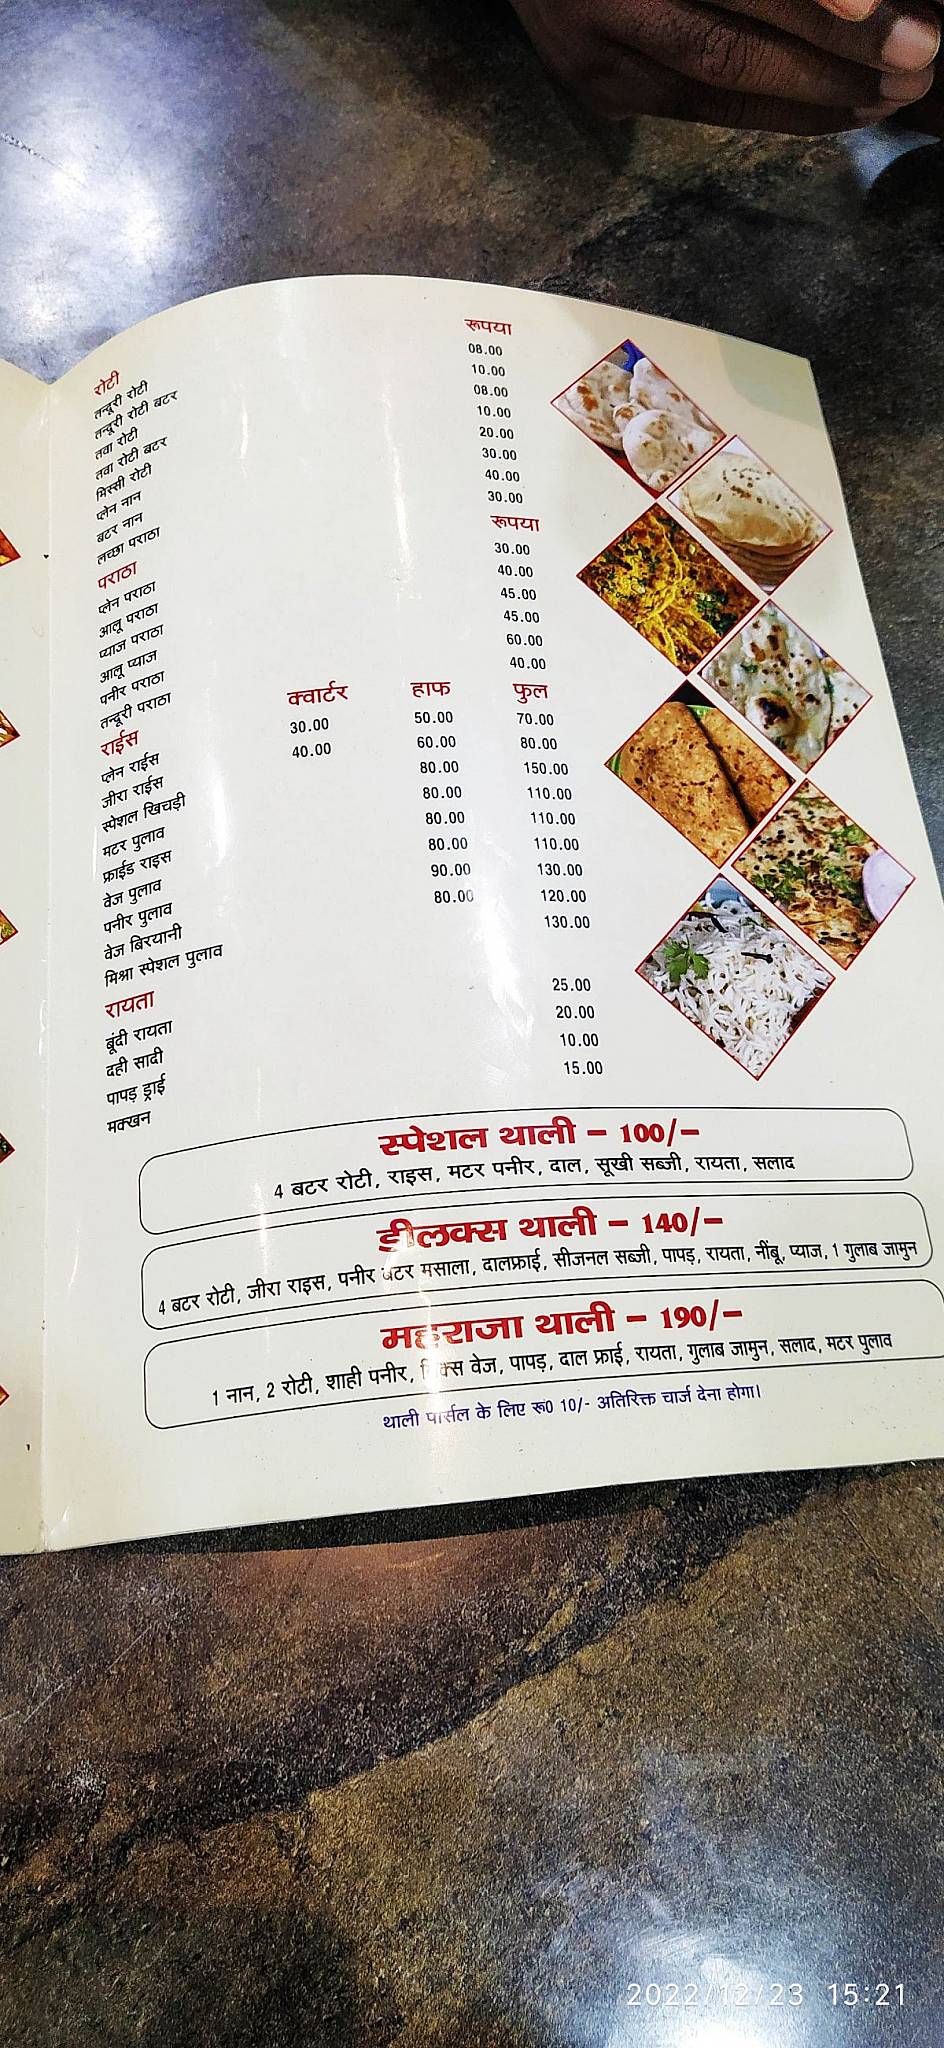 रोटी रूपया
तन्दूरी रोटी 08.00
तन्दूरी रोटी बटर 10.00
तवा रोटी 08.00
तवा रोटी बटर 10.00
मिस्सी रोटी 20.00
प्लेन नान 30.00
बटर नान 40.00
लच्छा पराठा 30.00
पराठा रूपया
प्लेन पराठा 30.00
आलू पराठा 40.00
प्याज पराठा 45.00
आलू प्याज 45.00
पनीर पराठा 60.00
तन्दूरी पराठा 40.00
राईस क्वार्टर हाफ फुल
प्लेन राईस 30.00 50.00 70.00
जीरा राईस 40.00 60.00 80.00
स्पेशल खिचड़ी 80.00 150.00
मटर पुलाव 80.00 110.00
फ्राईड राइस 80.00 110.00
वेज पुलाव 80.00 110.00
पनीर पुलाव 90.00 130.00
वेज बिरयानी 80.00 120.00
मिश्रा स्पेशल पुलाव 130.00
रायता
बूंदी रायता 25.00
दही सादी 20.00
पापड़ ड्राई 10.00
मक्खन 15.00
स्पेशल थाली - 100/-
4 बटर रोटी, राइस, मटर पनीर, दाल, सूखी सब्जी, रायता, सलाद
डीलक्स थाली - 140/-
4 बटर रोटी, जीरा राइस, पनीर बटर मसाला, दालफ्राई, सीजनल सब्जी, पापड़, रायता, नींबू, प्याज, 1 गुलाब जामुन
महराजा थाली - 190/-
1 नान, 2 रोटी, शाही पनीर, मिक्स वेज, पापड़, दाल फ्राई, रायता, गुलाब जामुन, सलाद, मटर पुलाव
थाली पार्सल के लिए रू0 10/- अतिरिक्त चार्ज देना होगा।
2022/12/23 15:21